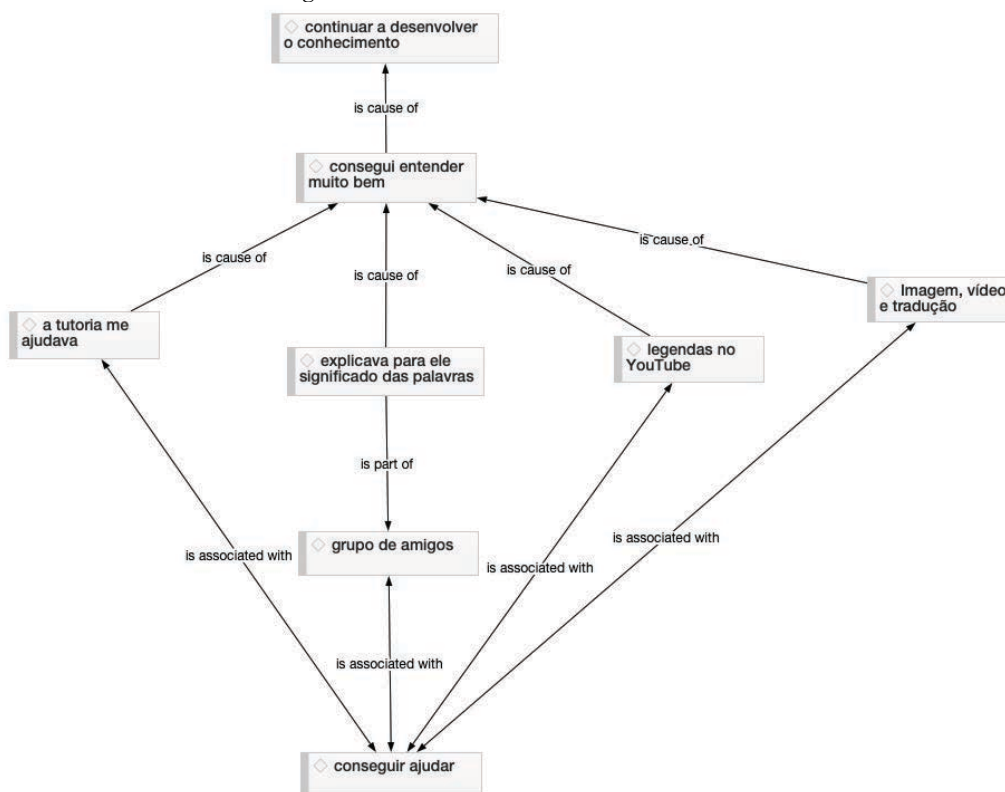 continuar a desenvolver
o conhecimento
is cause of
consegui entender
muito bem
is cause of
is cause of
is cause of
is cause of
a tutoria me
ajudava
explicava para ele
significado das palavras
legendas no
YouTube
Imagem, vídeo
e tradução
is part of
grupo de amigos
is associated with
is associated with
is associated with
is associated with
conseguir ajudar